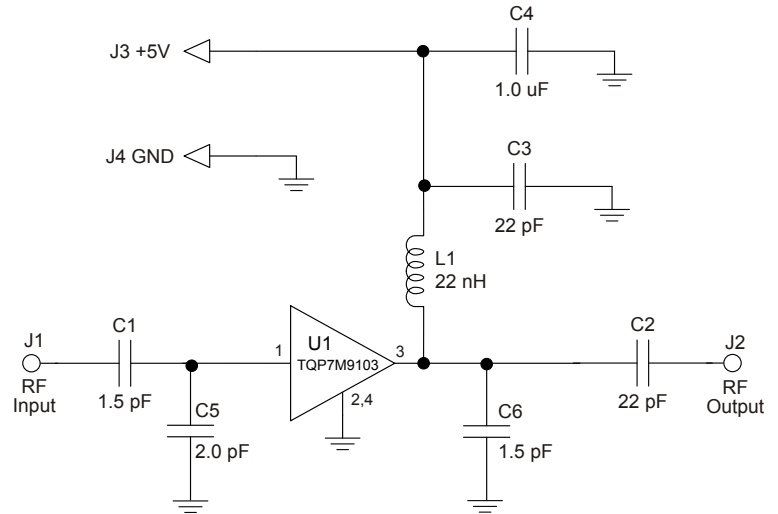 C4
J3 +5V
1.0 uF
J4 GND
C3
22 pF
L1
22 nH
J1
RF
Input
C1
1.5 pF
C5
2.0 pF
1
U1
TQP7M9103
3
2,4
C6
1.5 pF
C2
22 pF
J2
RF
Output